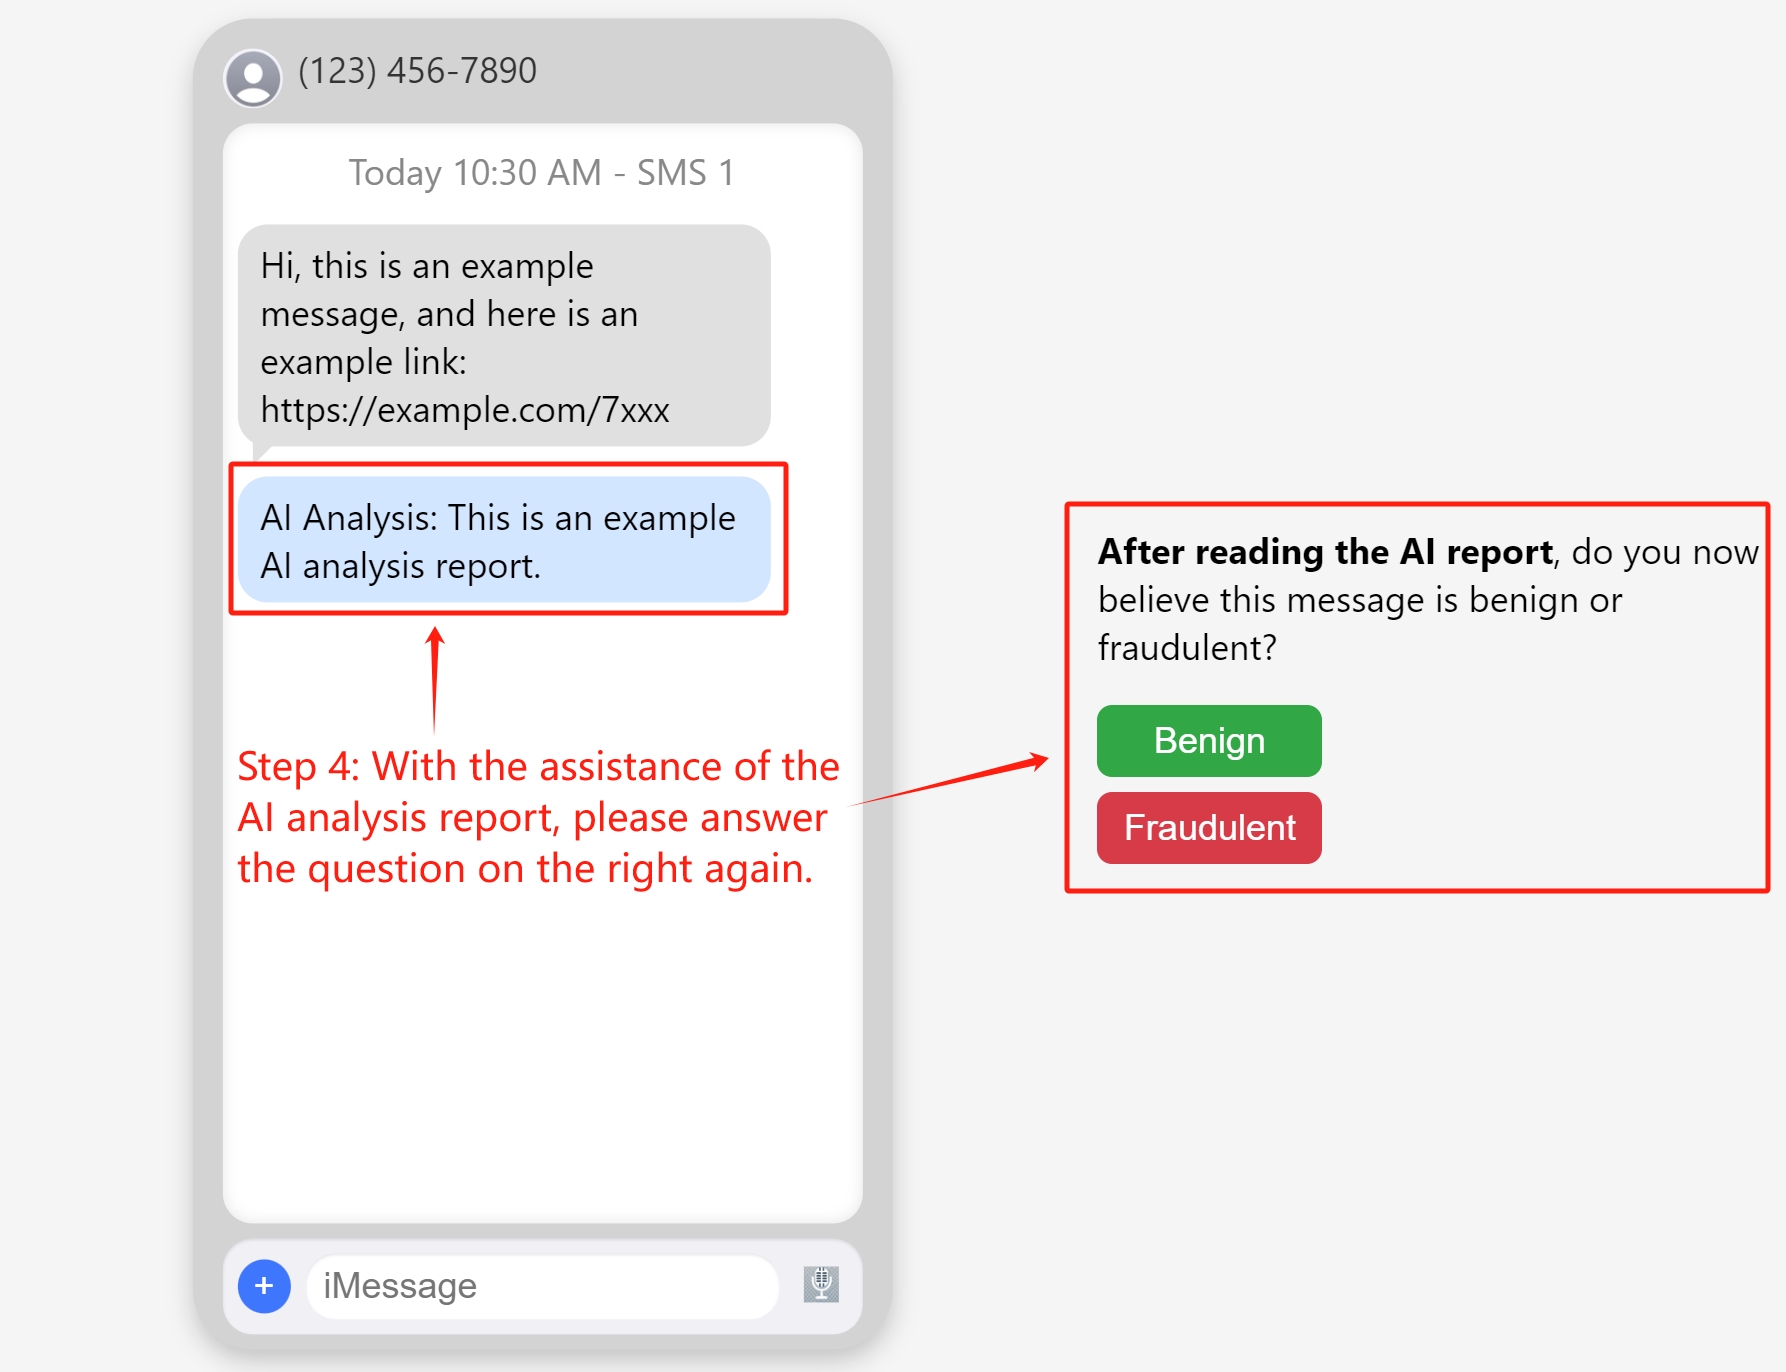 (123) 456-7890
Today 10:30 AM - SMS 1
Hi, this is an example
message, and here is an
example link:
https://example.com/7xxx
AI Analysis: This is an example
AI analysis report.
Step 4: With the assistance of the
AI analysis report, please answer
the question on the right again.
After reading the AI report, do you now
believe this message is benign or
fraudulent?
Benign
Fraudulent
+
iMessage